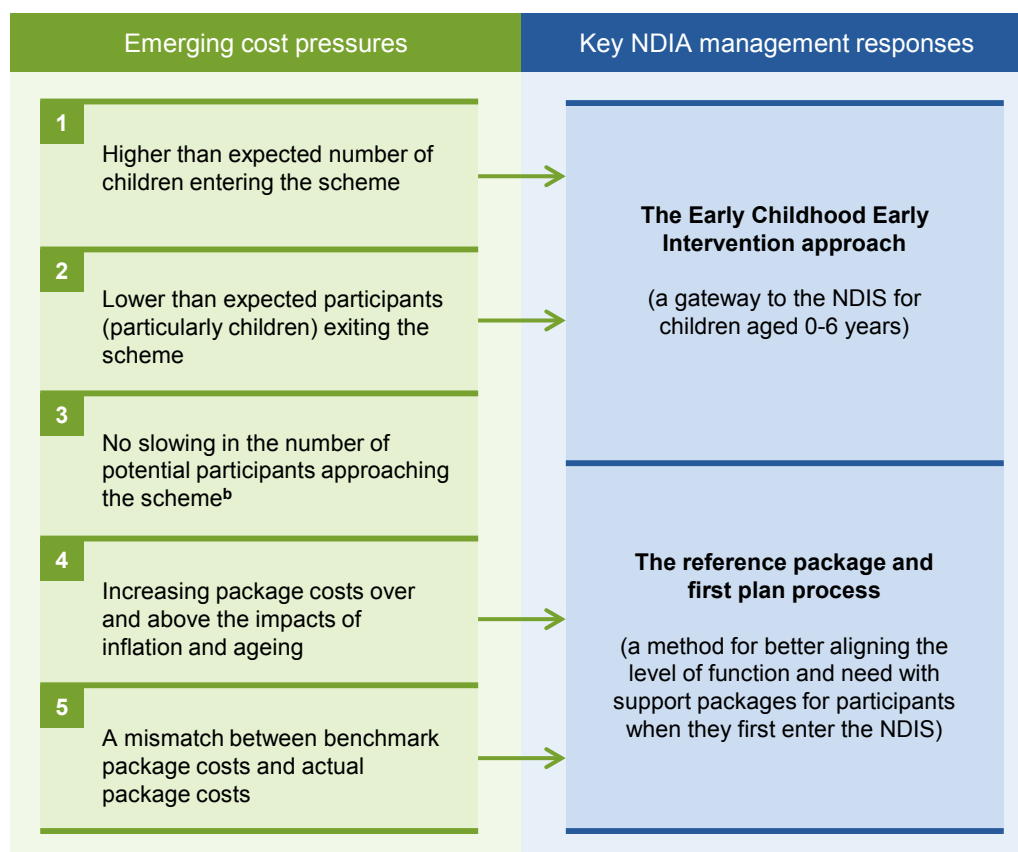 Emerging cost pressures
Key NDIA management responses
1
Higher than expected number of
children entering the scheme
2
Lower than expected participants
(particularly children) exiting the
scheme
3
No slowing in the number of
potential participants approaching
the schemeᵇ
4
Increasing package costs over
and above the impacts of
inflation and ageing
5
A mismatch between benchmark
package costs and actual
package costs
The Early Childhood Early
Intervention approach
(a gateway to the NDIS for
children aged 0-6 years)
The reference package and
first plan process
(a method for better aligning the
level of function and need with
support packages for participants
when they first enter the NDIS)